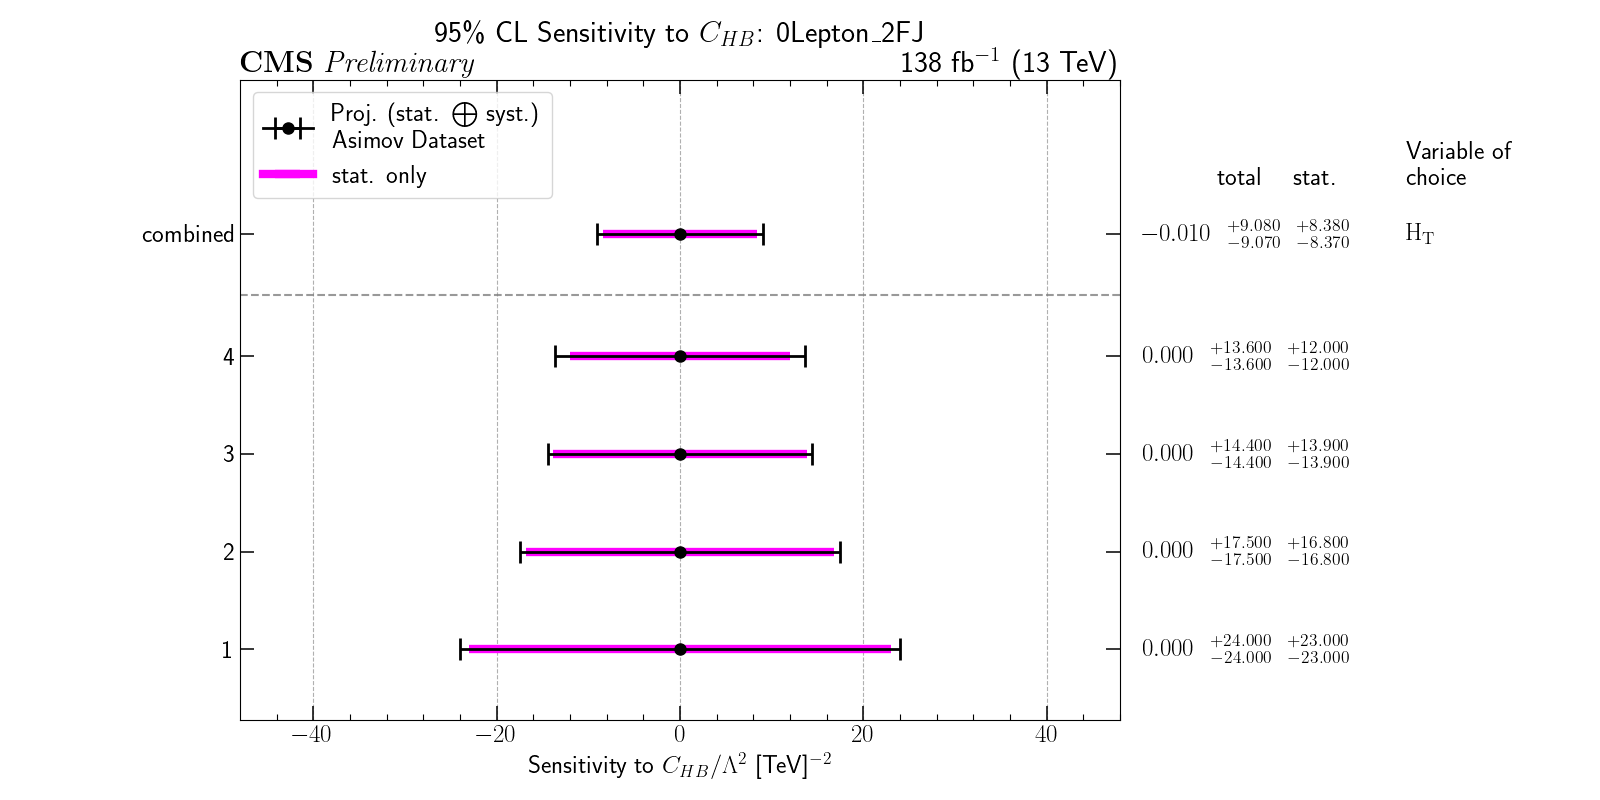 95% CL Sensitivity to C_{HB}: 0Lepton_2FJ
CMS Preliminary 138 fb^{-1} (13 TeV)
Proj. (stat. ⨁ syst.)
Asimov Dataset
stat. only
Variable of
total stat. choice
combined −0.010 +9.080 −9.070 +8.380 −8.370 H_T
4 0.000 +13.600 −13.600 +12.000 −12.000
3 0.000 +14.400 −14.400 +13.900 −13.900
2 0.000 +17.500 −17.500 +16.800 −16.800
1 0.000 +24.000 −24.000 +23.000 −23.000
−40 −20 0 20 40
Sensitivity to C_{HB}/Λ^2 [TeV]^{−2}